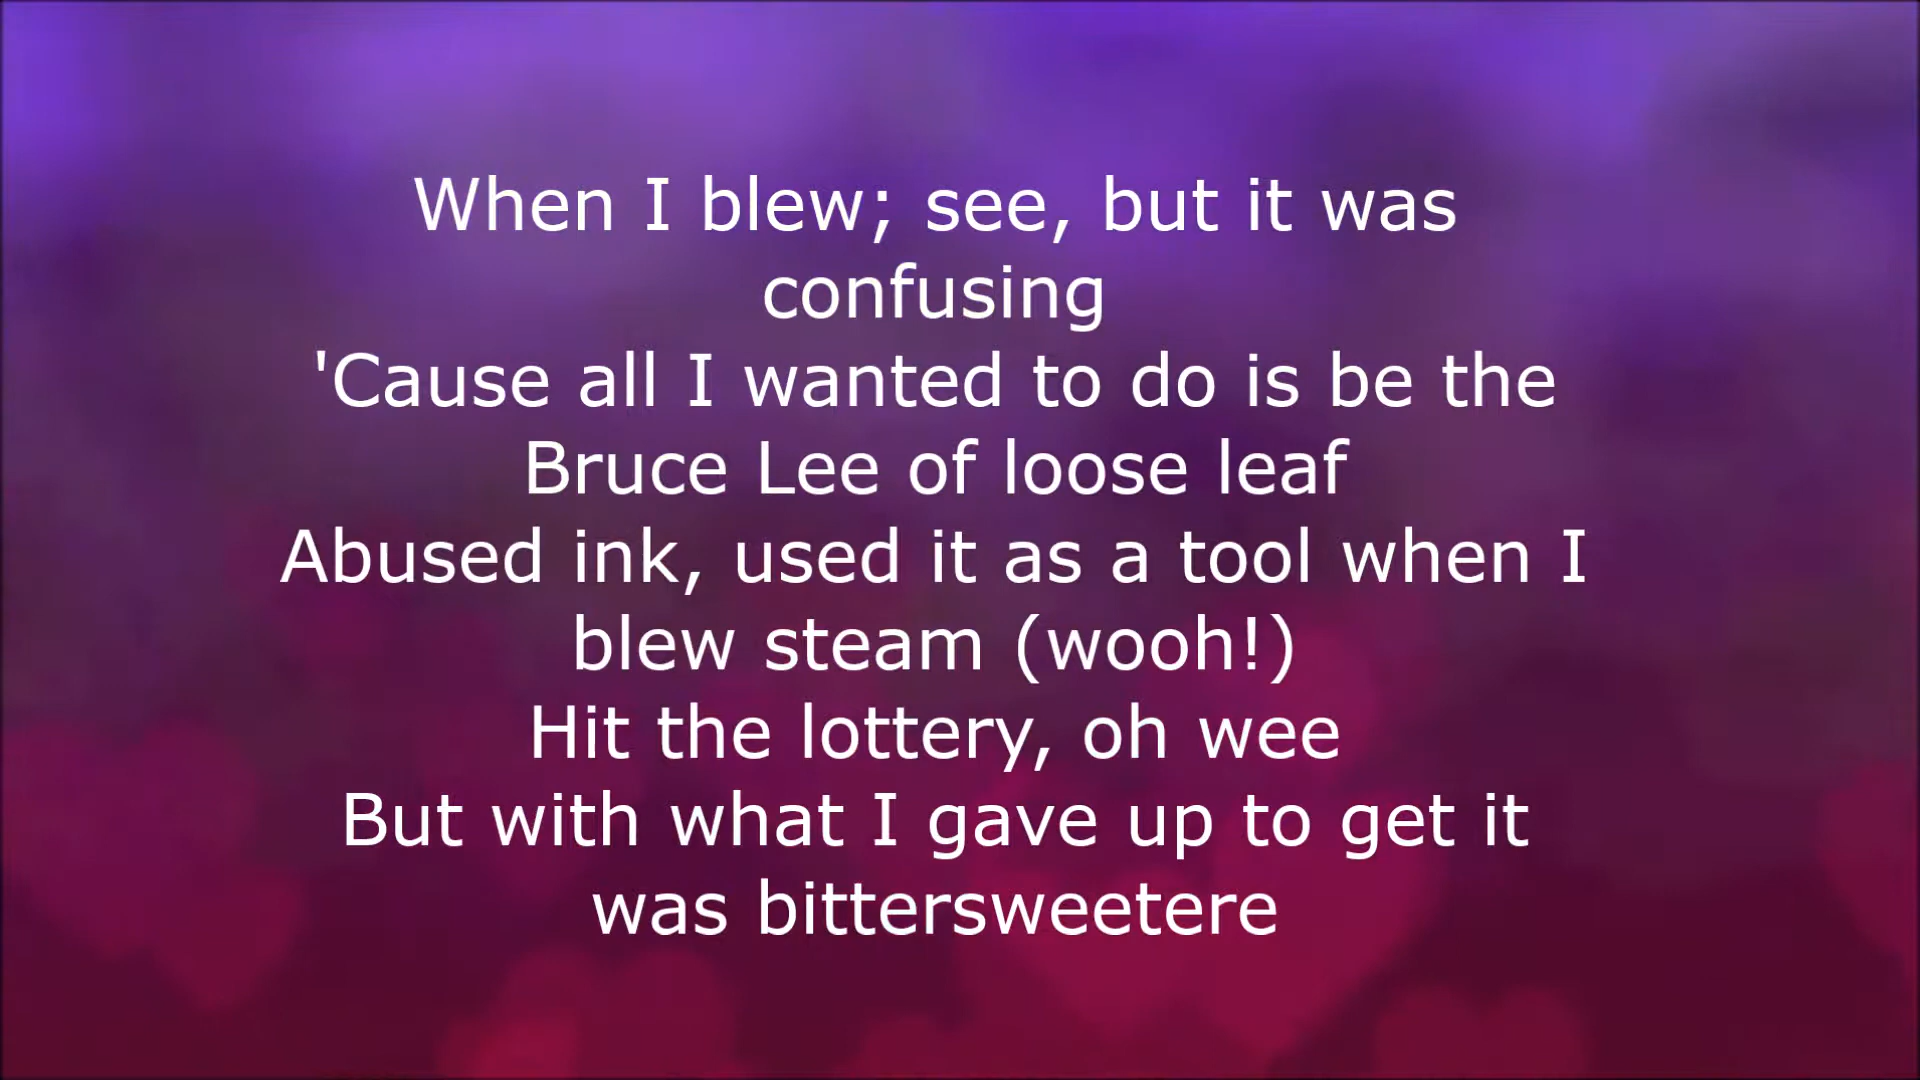 When I blew; see, but it was
confusing
'Cause all I wanted to do is be the
Bruce Lee of loose leaf
Abused ink, used it as a tool when I
blew steam (wooh!)
Hit the lottery, oh wee
But with what I gave up to get it
was bittersweetere